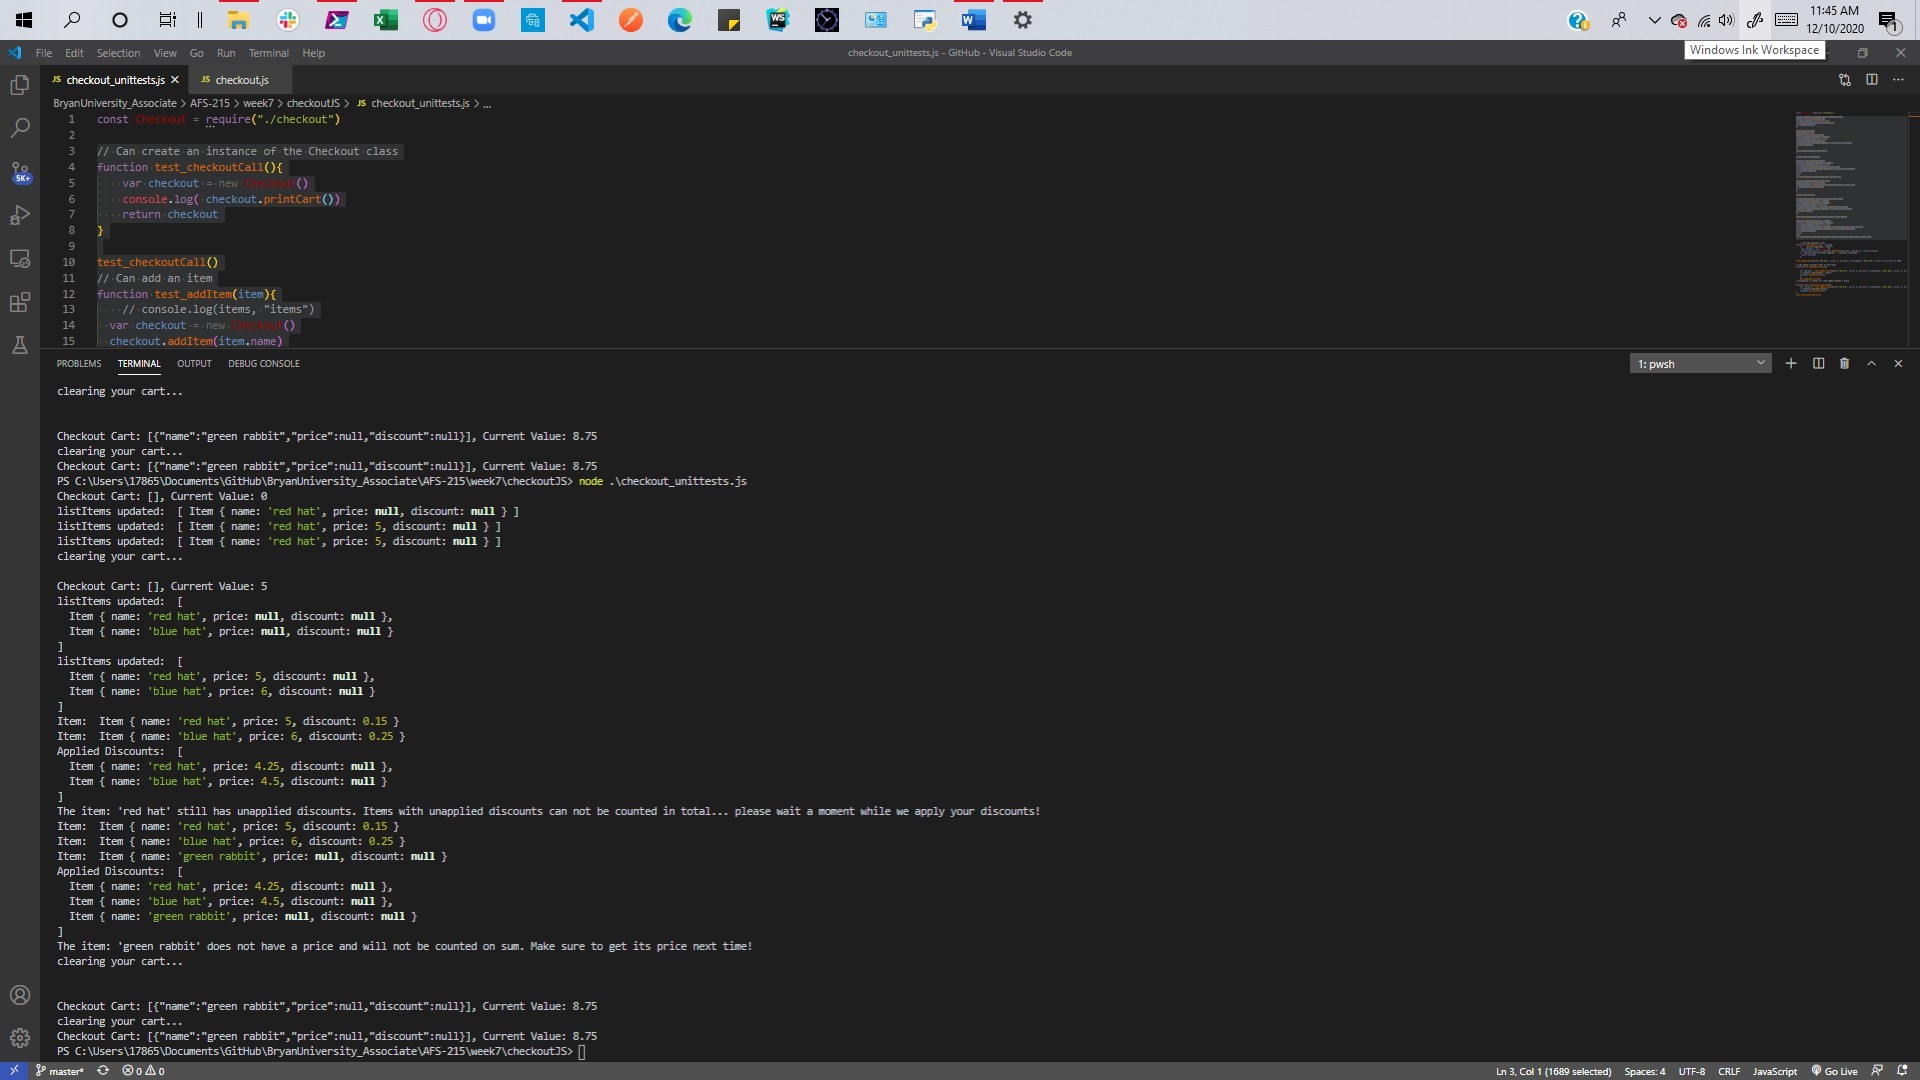 11:45 AM
12/10/2020
File Edit Selection View Go Run Terminal Help
checkout_unittests.js - GitHub - Visual Studio Code
Windows Ink Workspace
JS checkout_unittests.js
JS checkout.js
BryanUniversity_Associate > AFS-215 > week7 > checkoutJS > JS checkout_unittests.js > ...
1 const Checkout = require("./checkout")
2
3 // Can create an instance of the Checkout class
4 function test_checkoutCall(){
5 var checkout = new Checkout()
6 console.log( checkout.printCart())
7 return checkout
8 }
9
10 test_checkoutCall()
11 // Can add an item
12 function test_addItem(item){
13 // console.log(items, "items")
14 var checkout = new Checkout()
15 checkout.addItem(item.name)
5K+
PROBLEMS TERMINAL OUTPUT DEBUG CONSOLE
1: pwsh
clearing your cart...
Checkout Cart: [{"name":"green rabbit","price":null,"discount":null}], Current Value: 8.75
clearing your cart...
Checkout Cart: [{"name":"green rabbit","price":null,"discount":null}], Current Value: 8.75
PS C:\Users\17865\Documents\GitHub\BryanUniversity_Associate\AFS-215\week7\checkoutJS> node .\checkout_unittests.js
Checkout Cart: [], Current Value: 0
listItems updated:  [ Item { name: 'red hat', price: null, discount: null } ]
listItems updated:  [ Item { name: 'red hat', price: 5, discount: null } ]
listItems updated:  [ Item { name: 'red hat', price: 5, discount: null } ]
clearing your cart...
Checkout Cart: [], Current Value: 5
listItems updated:  [
Item { name: 'red hat', price: null, discount: null },
Item { name: 'blue hat', price: null, discount: null }
]
listItems updated:  [
Item { name: 'red hat', price: 5, discount: null },
Item { name: 'blue hat', price: 6, discount: null }
]
Item:  Item { name: 'red hat', price: 5, discount: 0.15 }
Item:  Item { name: 'blue hat', price: 6, discount: 0.25 }
Applied Discounts:  [
Item { name: 'red hat', price: 4.25, discount: null },
Item { name: 'blue hat', price: 4.5, discount: null }
]
The item: 'red hat' still has unapplied discounts. Items with unapplied discounts can not be counted in total... please wait a moment while we apply your discounts!
Item:  Item { name: 'red hat', price: 5, discount: 0.15 }
Item:  Item { name: 'blue hat', price: 6, discount: 0.25 }
Item:  Item { name: 'green rabbit', price: null, discount: null }
Applied Discounts:  [
Item { name: 'red hat', price: 4.25, discount: null },
Item { name: 'blue hat', price: 4.5, discount: null },
Item { name: 'green rabbit', price: null, discount: null }
]
The item: 'green rabbit' does not have a price and will not be counted on sum. Make sure to get its price next time!
clearing your cart...
Checkout Cart: [{"name":"green rabbit","price":null,"discount":null}], Current Value: 8.75
clearing your cart...
Checkout Cart: [{"name":"green rabbit","price":null,"discount":null}], Current Value: 8.75
PS C:\Users\17865\Documents\GitHub\BryanUniversity_Associate\AFS-215\week7\checkoutJS>
master* 0 0 Ln 3, Col 1 (1689 selected) Spaces: 4 UTF-8 CRLF JavaScript Go Live